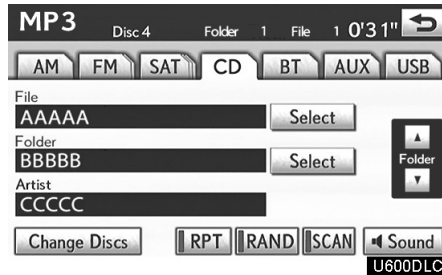 MP3 Disc 4 Folder 1 File 1 0'31"
AM FM SAT CD BT AUX USB
File
AAAAA Select
Folder
BBBBB Select Folder
Artist
CCCCC
Change Discs RPT RAND SCAN Sound
U600DLC